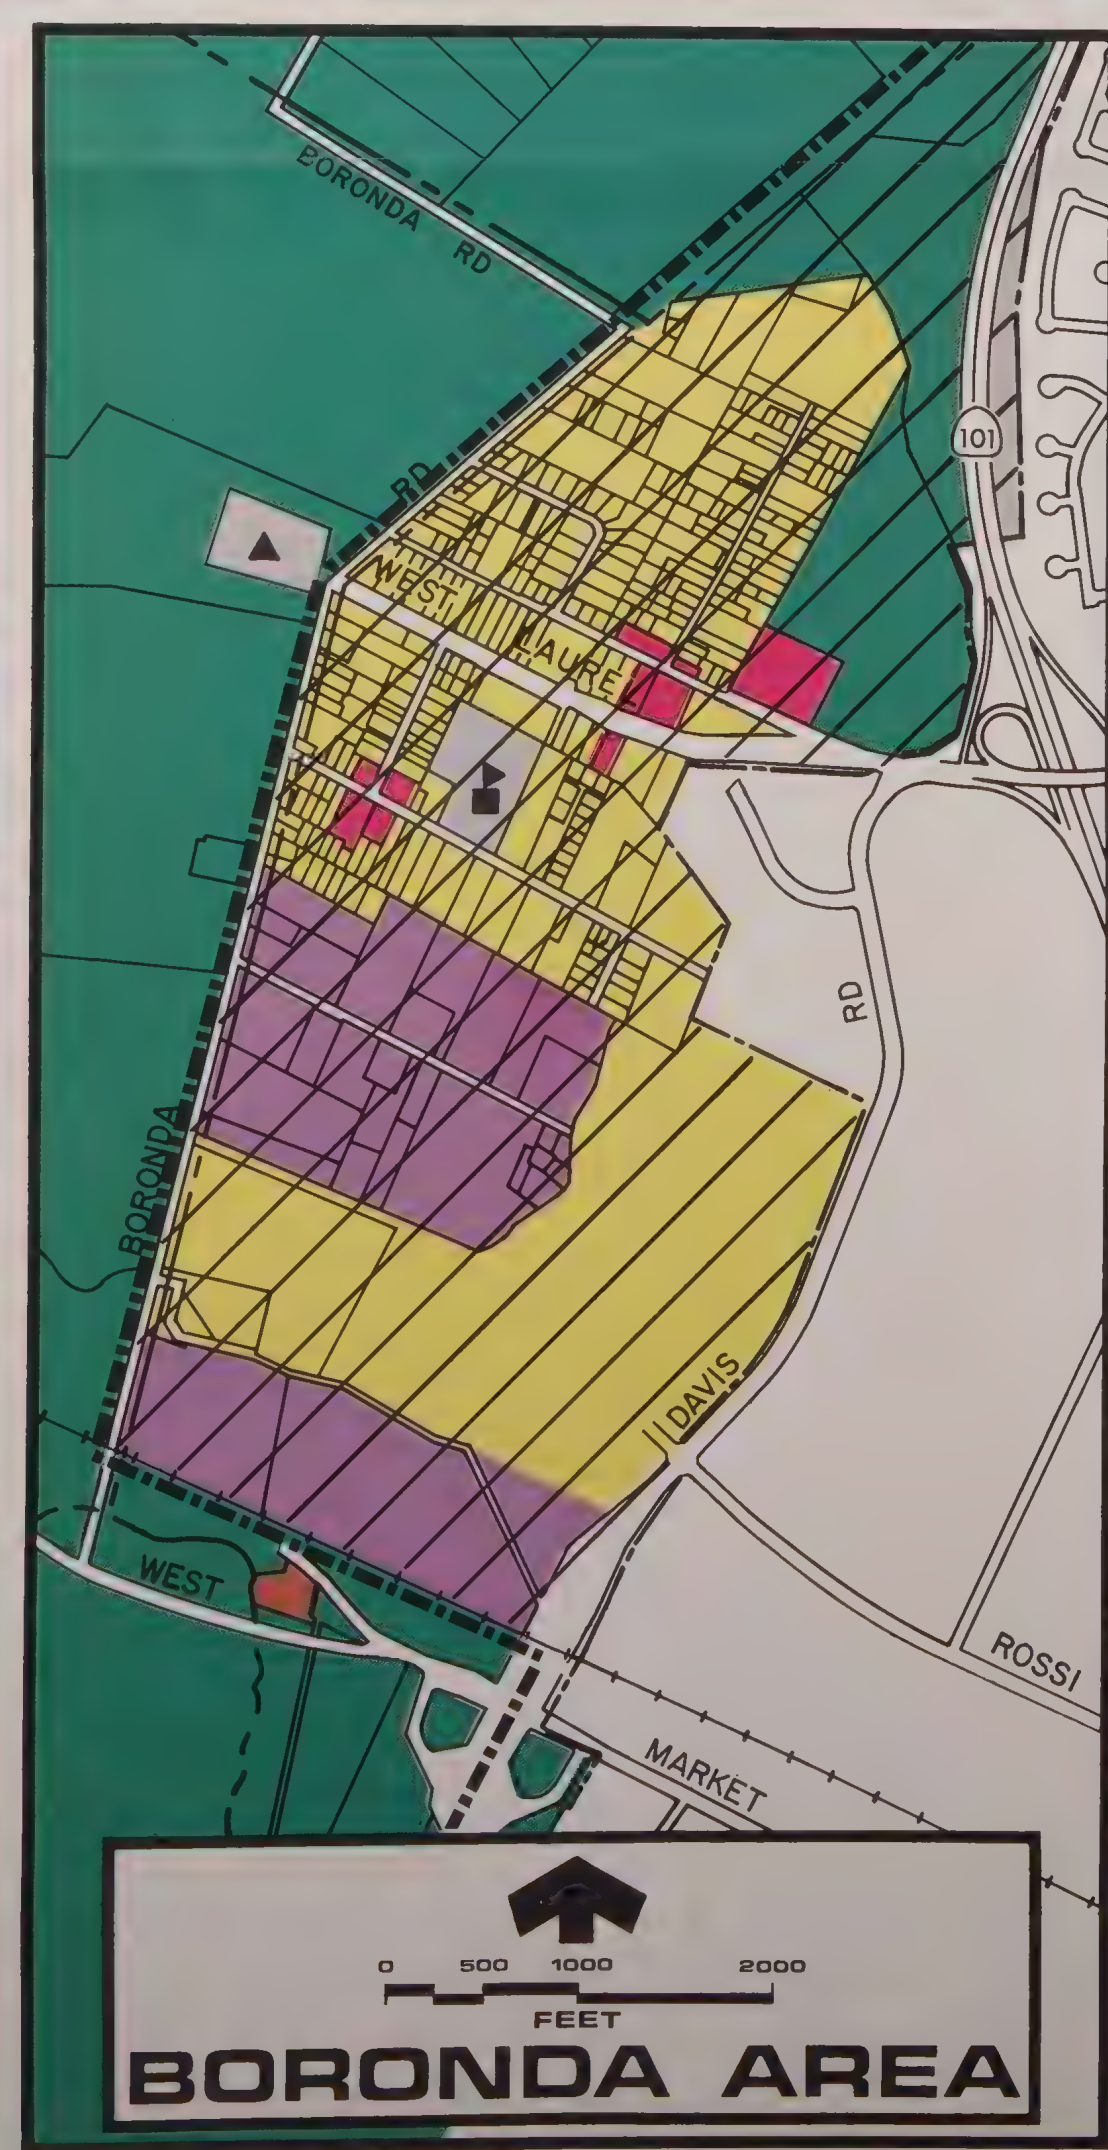 BORONDA RD
101
RD
WEST LAUREL
RD
BORONDA
DAVIS
WEST
ROSSI
MARKET
0 500 1000 2000
FEET
BORONDA AREA